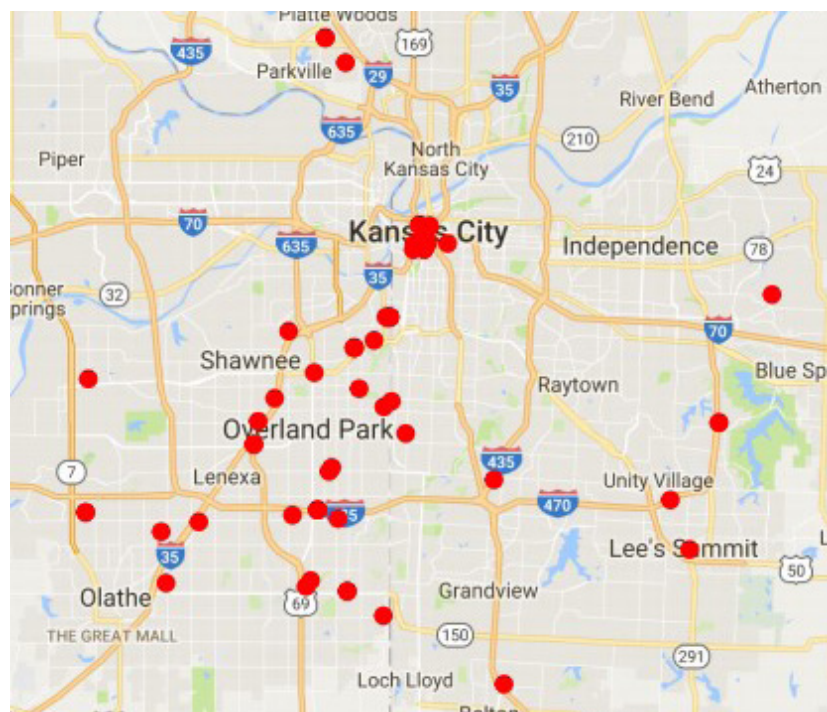 Platte Woods
169
435
Parkville
29
35
Atherton
River Bend
635
210
Piper
North
Kansas City
24
70
Kansas City
635
Independence
78
35
32
70
Shawnee
Blue Sp
Raytown
Overland Park
435
7
Lenexa
Unity Village
470
35
Lee's Summit
50
Olathe
69
Grandview
THE GREAT MALL
150
291
Loch Lloyd